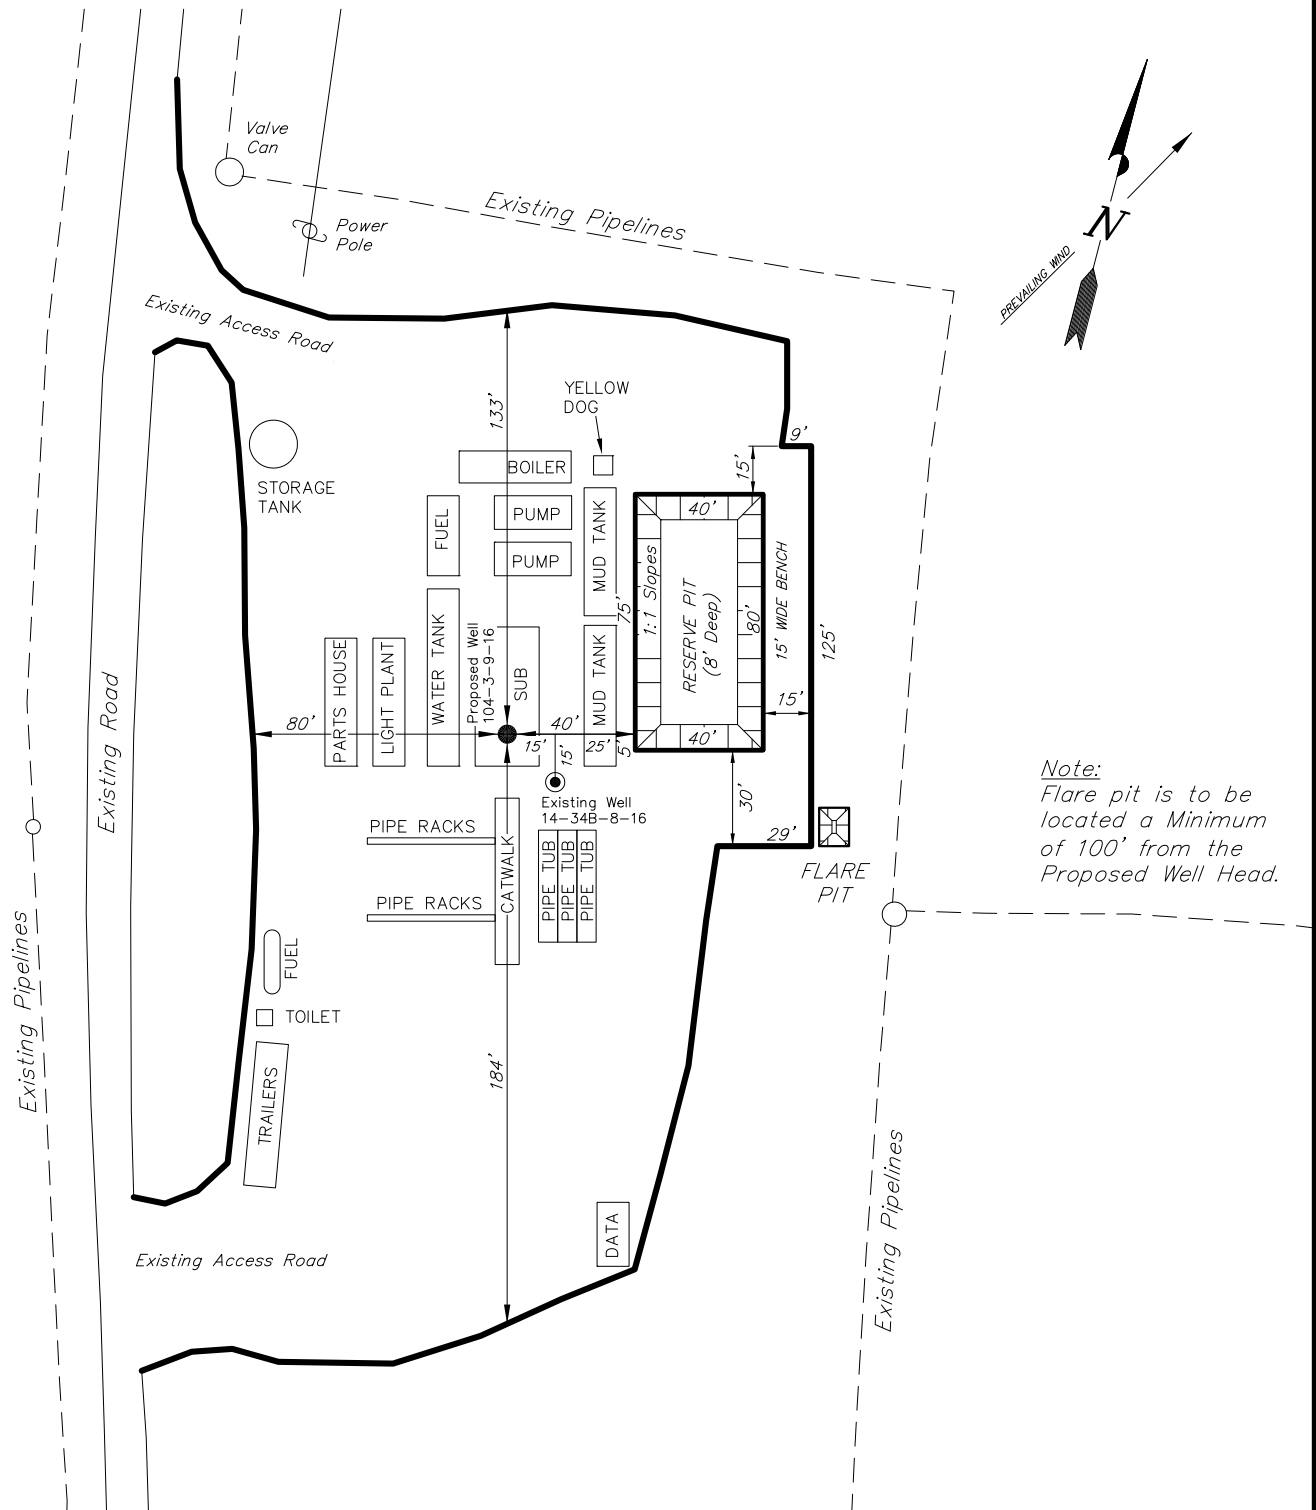 Valve
Can
Existing Pipelines
Power
Pole
N
PREVAILING WIND
Existing Access Road
YELLOW
DOG
133'
9'
15'
BOILER
STORAGE
TANK
40'
FUEL
PUMP
MUD TANK
PUMP
1:1 Slopes
RESERVE PIT
(8' Deep)
80'
15' WIDE BENCH
125'
75'
WATER TANK
Proposed Well
104-3-9-16
SUB
MUD TANK
PARTS HOUSE
LIGHT PLANT
Existing Road
80'
40'
15'
15'
25'
5'
40'
15'
30'
Existing Well
14-34B-8-16
Note:
Flare pit is to be
located a Minimum
of 100' from the
Proposed Well Head.
PIPE RACKS
29'
CATWALK
PIPE TUB
PIPE TUB
PIPE TUB
FLARE
PIT
PIPE RACKS
Existing Pipelines
FUEL
TOILET
184'
TRAILERS
Existing Pipelines
DATA
Existing Access Road